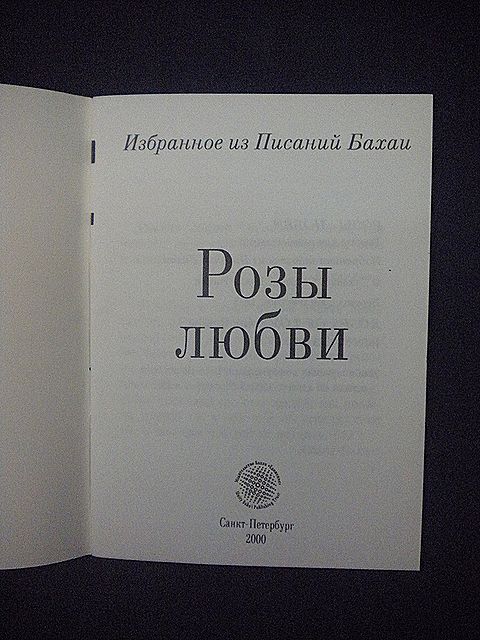 Избранное из Писаний Бахаи
Розы
любви
Санкт-Петербург
2000